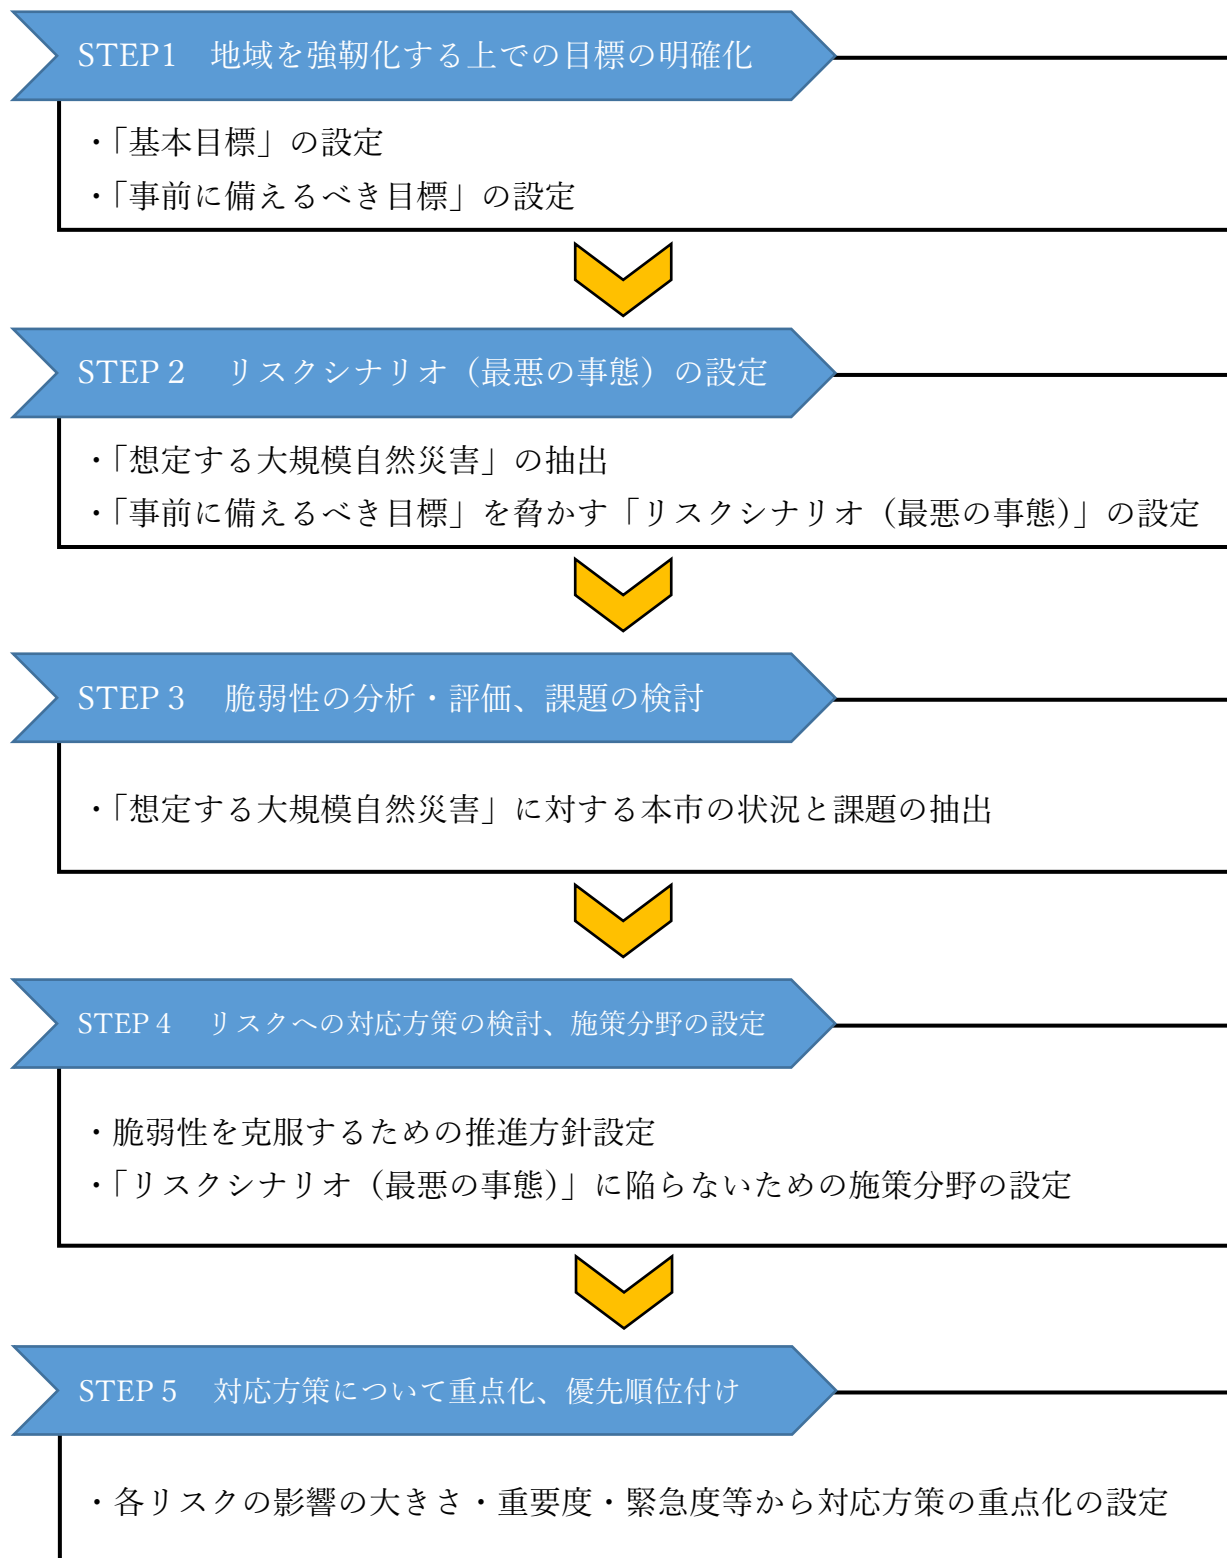 STEP1　地域を強靭化する上での目標の明確化
・「基本目標」の設定
・「事前に備えるべき目標」の設定
STEP２　リスクシナリオ（最悪の事態）の設定
・「想定する大規模自然災害」の抽出
・「事前に備えるべき目標」を脅かす「リスクシナリオ（最悪の事態）」の設定
STEP３　脆弱性の分析・評価、課題の検討
・「想定する大規模自然災害」に対する本市の状況と課題の抽出
STEP４　リスクへの対応方策の検討、施策分野の設定
・脆弱性を克服するための推進方針設定
・「リスクシナリオ（最悪の事態）」に陥らないための施策分野の設定
STEP５　対応方策について重点化、優先順位付け
・各リスクの影響の大きさ・重要度・緊急度等から対応方策の重点化の設定